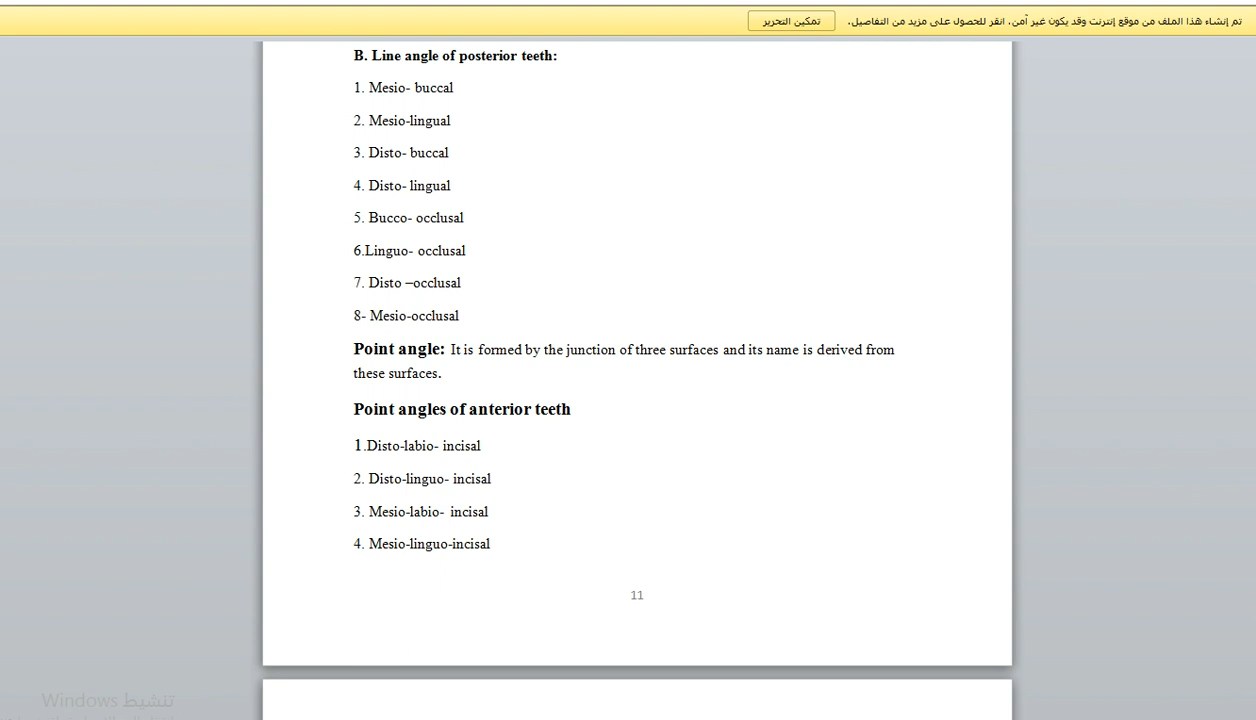 تم إنشاء هذا الملف من موقع إنترنت وقد يكون غير آمن. انقر للحصول على مزيد من التفاصيل.
تمكين التحرير
B. Line angle of posterior teeth:
1. Mesio- buccal
2. Mesio-lingual
3. Disto- buccal
4. Disto- lingual
5. Bucco- occlusal
6.Linguo- occlusal
7. Disto –occlusal
8- Mesio-occlusal
Point angle: It is formed by the junction of three surfaces and its name is derived from
these surfaces.
Point angles of anterior teeth
1.Disto-labio- incisal
2. Disto-linguo- incisal
3. Mesio-labio- incisal
4. Mesio-linguo-incisal
11
تنشيط Windows